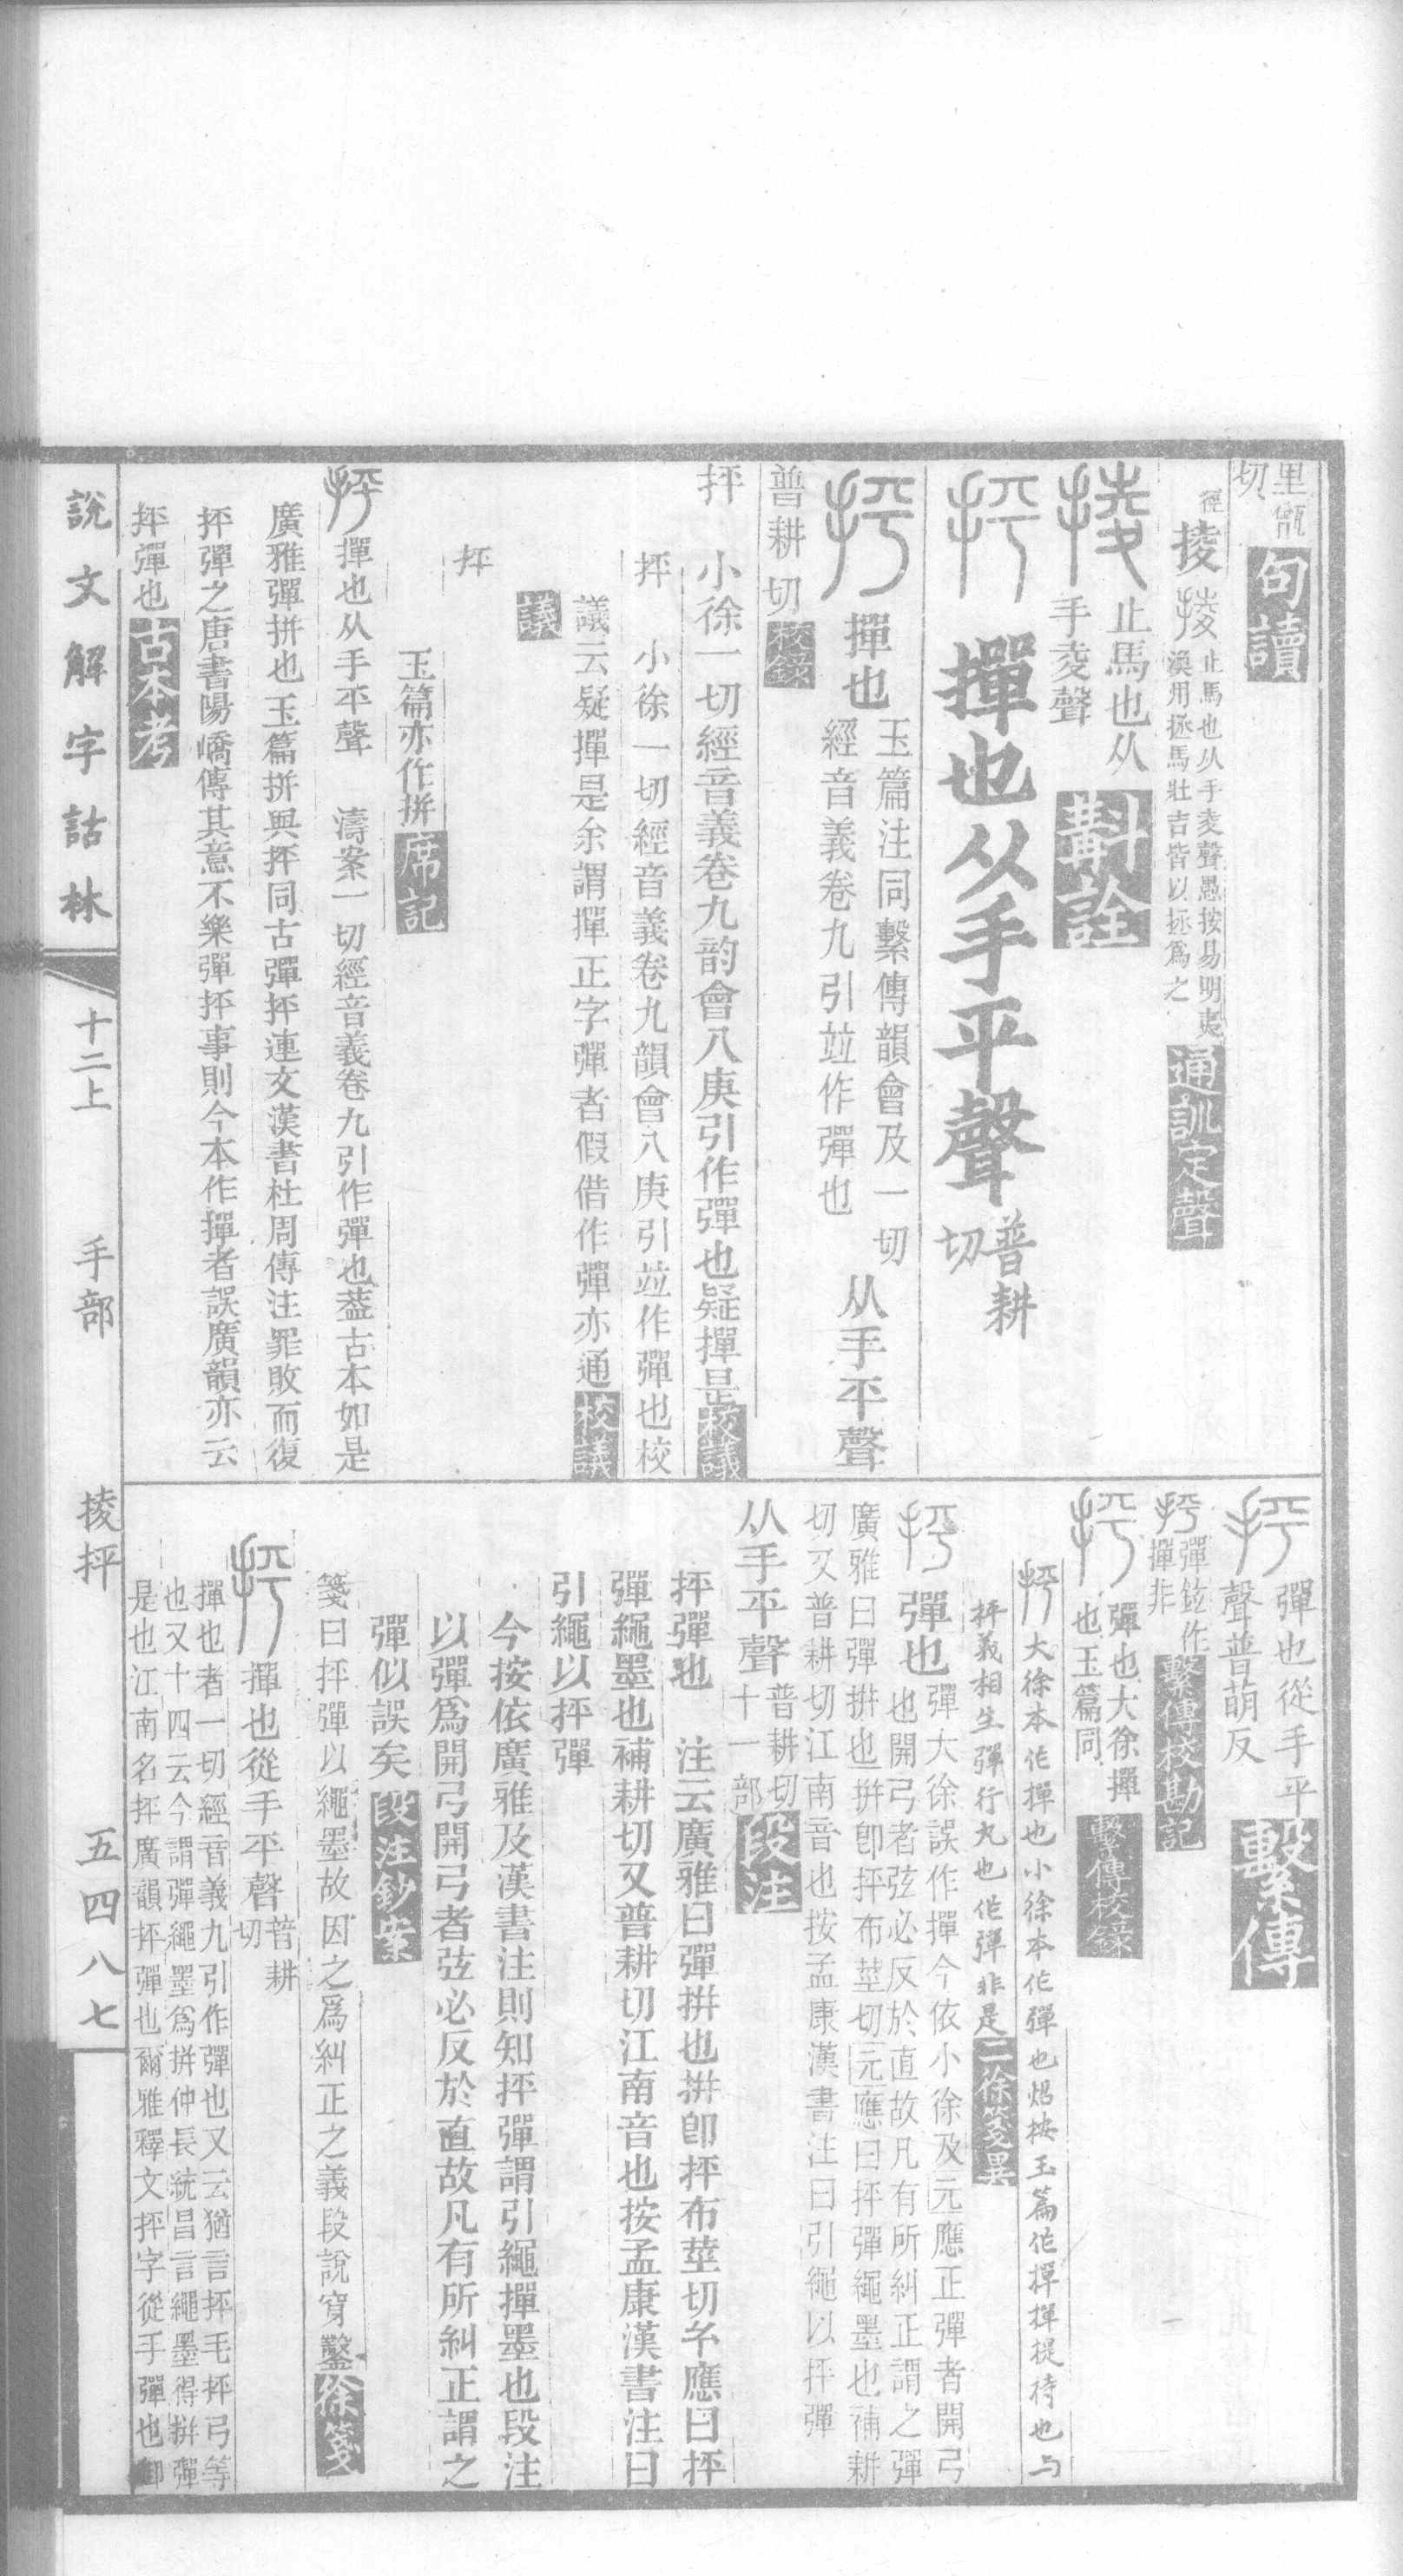 里甑
切
句讀
徑
掕
掕
止馬也从手夌聲愚按易明夷
渙用拯馬壯吉皆以拯爲之
通訓定聲
掕
止馬也从
手夌聲
斠詮
抨
撣也从手平聲
普耕
切
抨
撣也
玉篇注同繫傳韻會及一切
經音義卷九引竝作彈也
从手平聲
普耕切
校錄
抨 小徐一切經音義卷九韵會八庚引作彈也疑撣是
校議
抨 小徐一切經音義卷九韻會八庚引竝作彈也校
議云疑撣是余謂撣正字彈者假借作彈亦通
校議
議
抨
玉篇亦作拼
席記
抨
撣也从手平聲 濤案一切經音義卷九引作彈也葢古本如是
廣雅彈拼也玉篇拼與抨同古彈抨連文漢書杜周傳注罪敗而復
抨彈之唐書陽嶠傳其意不樂彈抨事則今本作撣者誤廣韻亦云
抨彈也
古本考
抨
彈也從手平
聲普萌反
繫傳
抨
彈鉉作
撣非
繫傳校勘記
抨
彈也大徐撣
也玉篇同
繫傳校錄
抨
大徐本作撣也小徐本作彈也炤按玉篇作撣撣提持也与
抨義相生彈行丸也作彈非是
二徐箋異
抨
彈也
彈大徐誤作撣今依小徐及元應正彈者開弓
也開弓者弦必反於直故凡有所糾正謂之彈
廣雅曰彈拼也拼卽抨布莖切元應曰抨彈繩墨也補耕
切又普耕切江南音也按孟康漢書注曰引繩以抨彈
从手平聲
普耕切
十一部
段注
抨彈也 注云廣雅曰彈拼也拼卽抨布莖切玄應曰抨
彈繩墨也補耕切又普耕切江南音也按孟康漢書注曰
引繩以抨彈
今按依廣雅及漢書注則知抨彈謂引繩撣墨也段注
以彈爲開弓開弓者弦必反於直故凡有所糾正謂之
彈似誤矣
段注鈔案
箋曰抨彈以繩墨故因之爲糾正之義段說穿鑿
徐箋
抨
撣也從手平聲
普耕
切
撣也者一切經音義九引作彈也又云猶言抨毛抨弓等
也又十四云今謂彈繩墨爲拼仲長統昌言繩墨得拼彈
是也江南名抨廣韻抨彈也爾雅釋文抨字從手彈也卽
說文解字詁林
十二上
手部
掕抨
五四八七